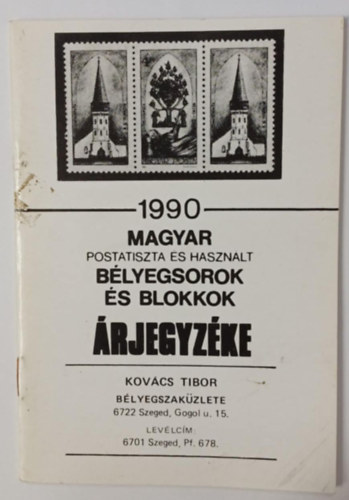 1990
MAGYAR
POSTATISZTA ÉS HASZNALT
BÉLYEGSOROK
ÉS BLOKKOK
ÁRJEGYZÉKE
KOVÁCS TIBOR
BÉLYEGSZAKÜZLETE
6722 Szeged, Gogol u. 15.
LEVÉLCÍM:
6701 Szeged, Pf. 678.